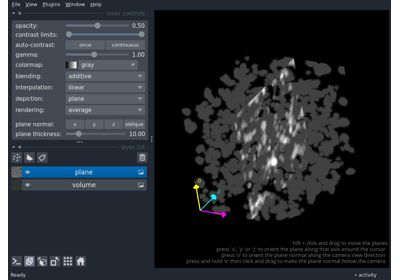 File View Plugins Window Help
layer controls
opacity: 0.50
contrast limits:
auto-contrast: once continuous
gamma: 1.00
colormap: gray
blending: additive
interpolation: linear
depiction: plane
rendering: average
plane normal: x y z oblique
plane thickness: 10.00
layer list
plane
volume
shift + click and drag to move the planes
press 'x', 'y' or 'z' to orient the plane along that axis around the cursor
press 'o' to orient the plane normal along the camera view direction
press and hold 'o' then click and drag to make the plane normal follow the camera
Ready
activity